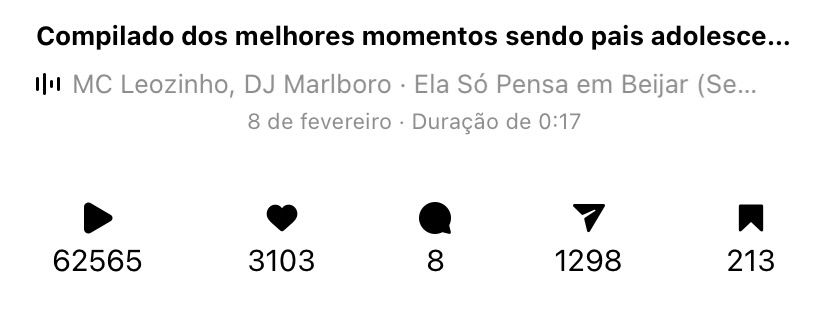 Compilado dos melhores momentos sendo pais adolesce...
MC Leozinho, DJ Marlboro · Ela Só Pensa em Beijar (Se...
8 de fevereiro · Duração de 0:17
62565 3103 8 1298 213